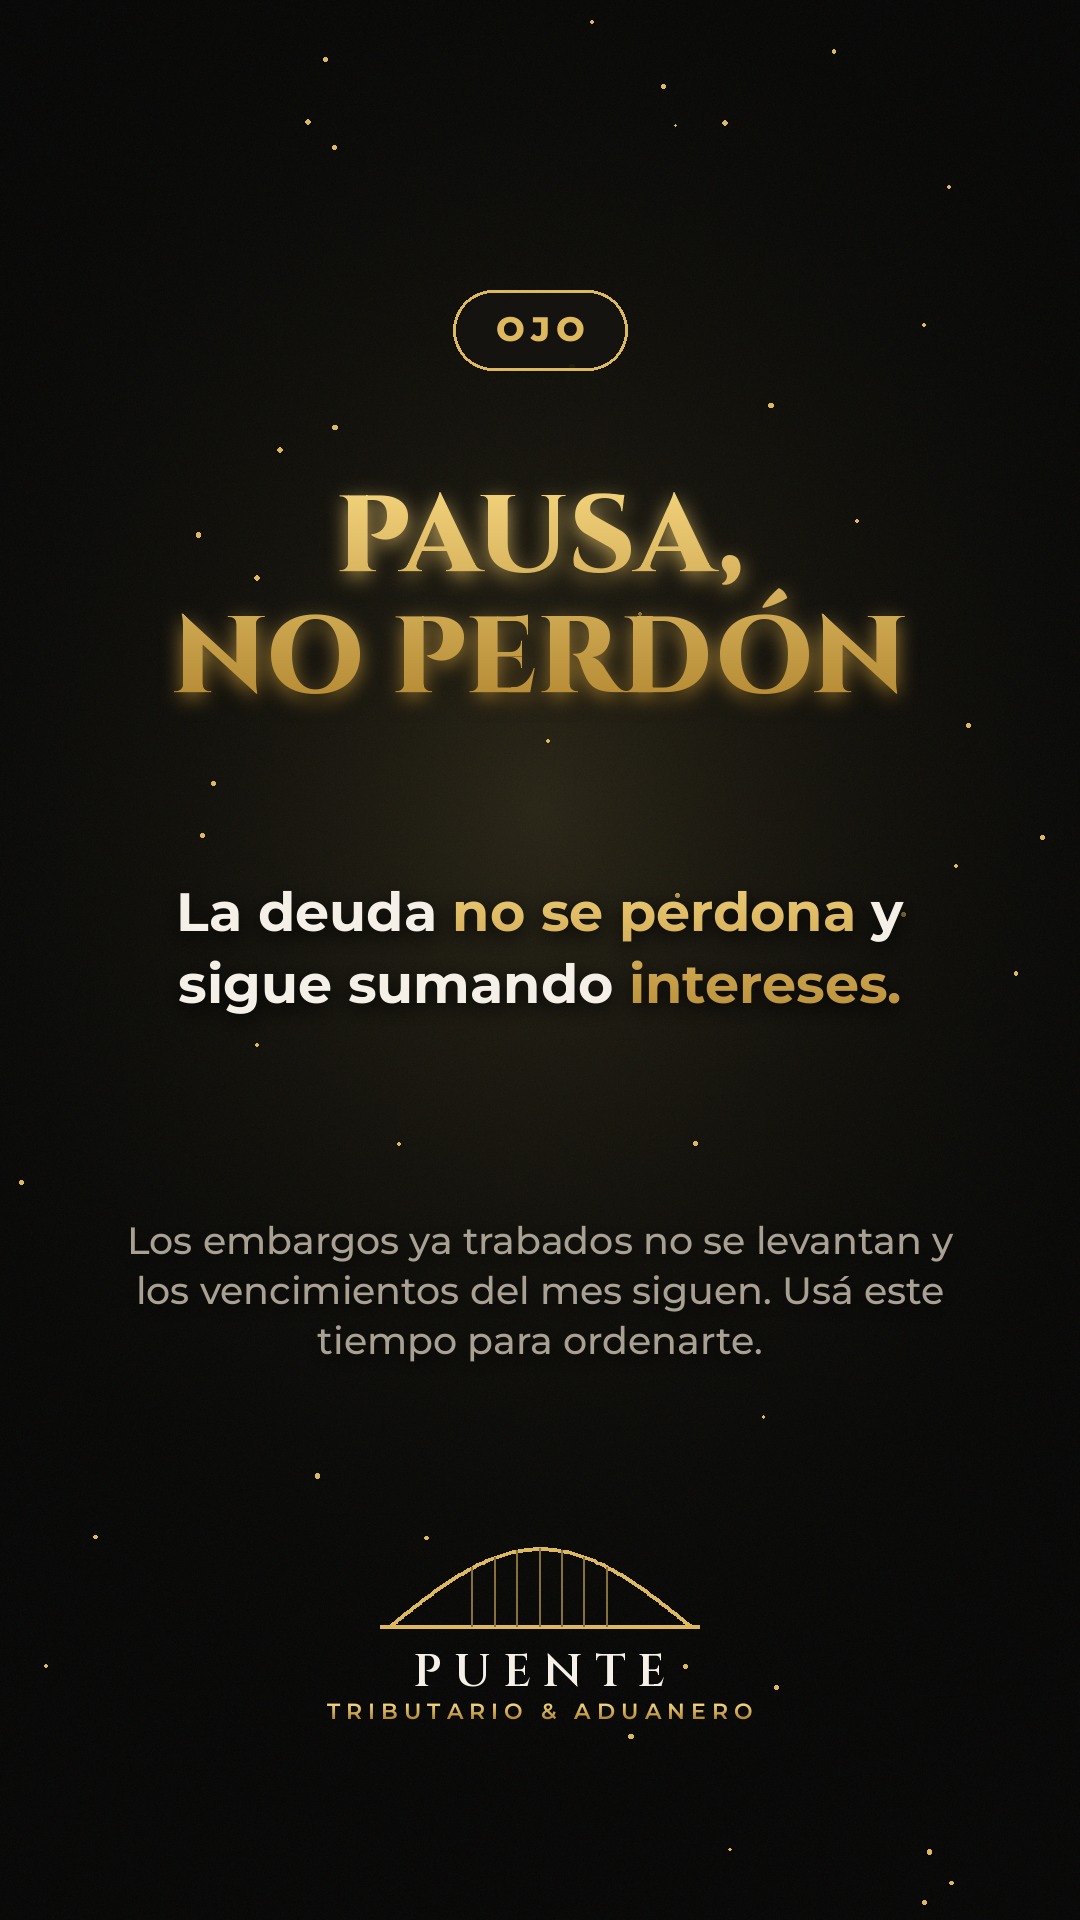 OJO
PAUSA,
NO PERDÓN
La deuda no se perdona y
sigue sumando intereses.
Los embargos ya trabados no se levantan y
los vencimientos del mes siguen. Usá este
tiempo para ordenarte.
PUENTE
TRIBUTARIO & ADUANERO